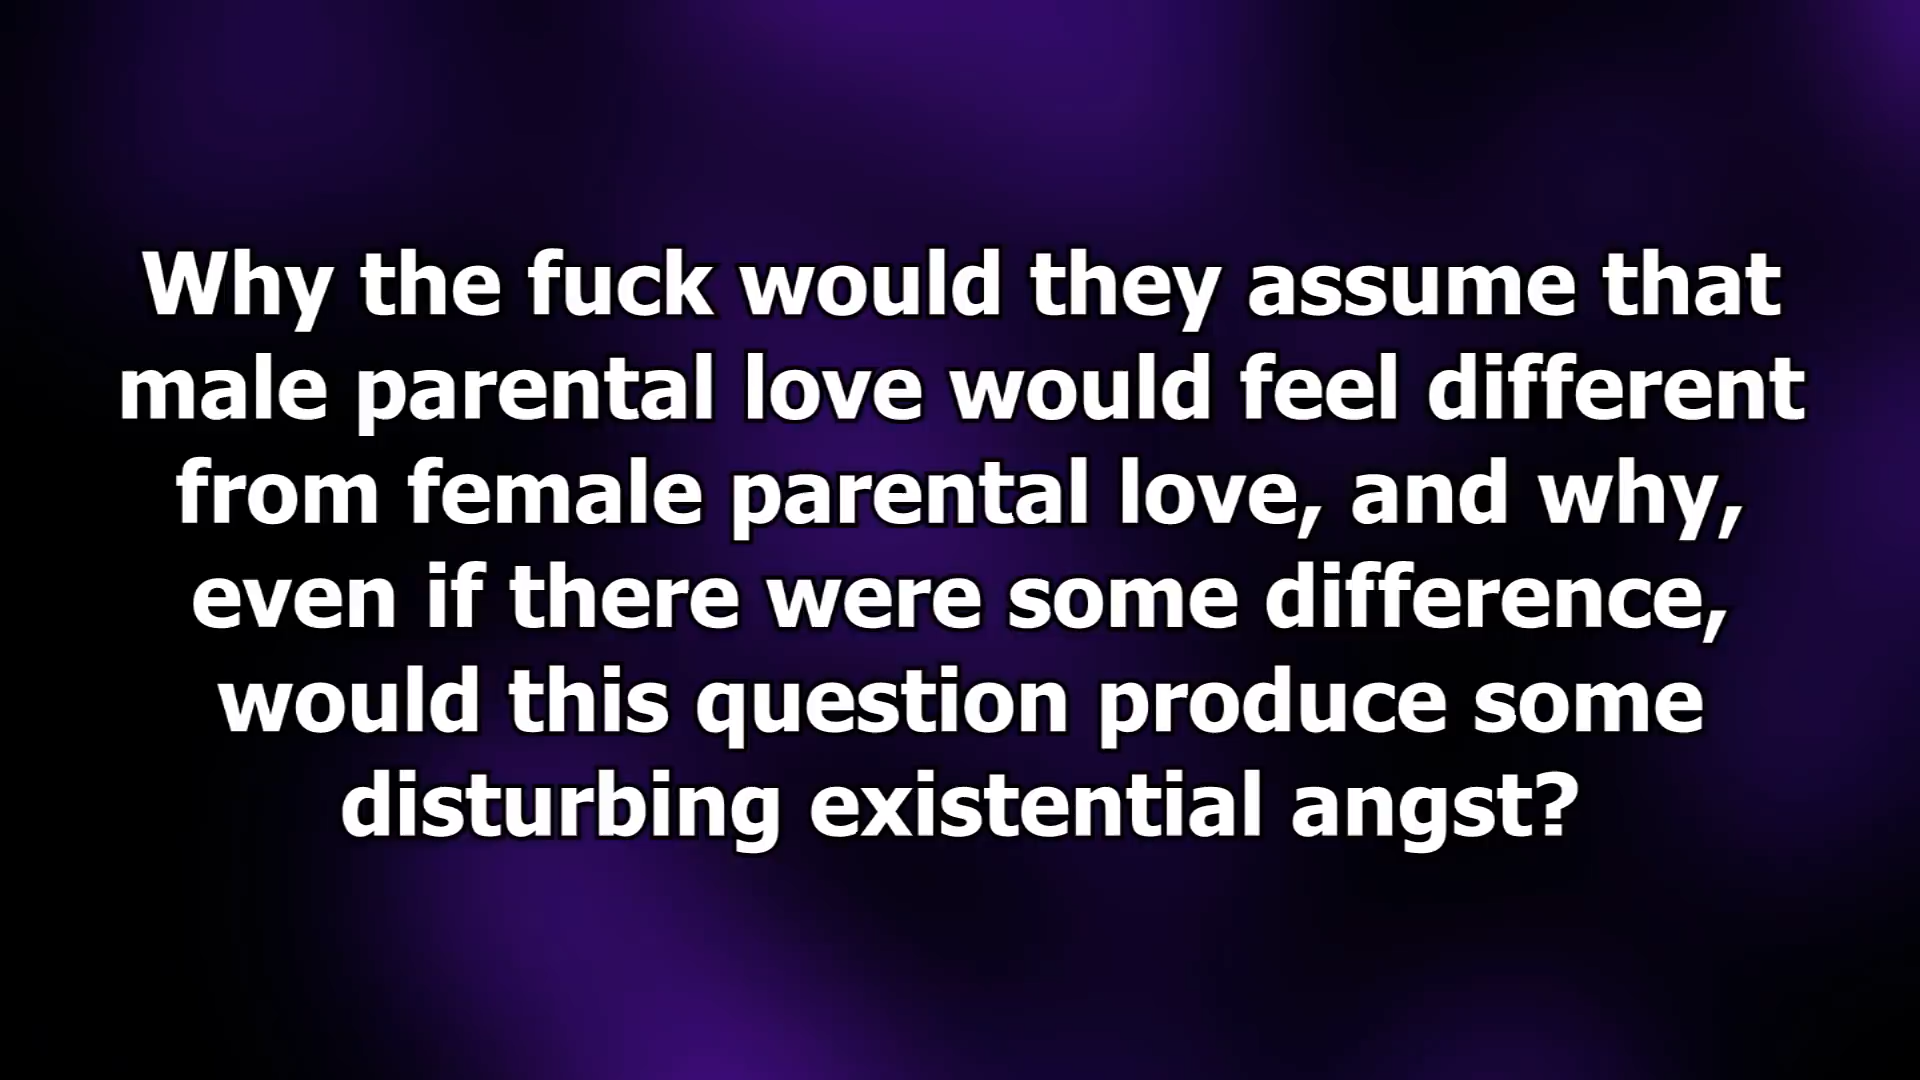 Why the fuck would they assume that
male parental love would feel different
from female parental love, and why,
even if there were some difference,
would this question produce some
disturbing existential angst?